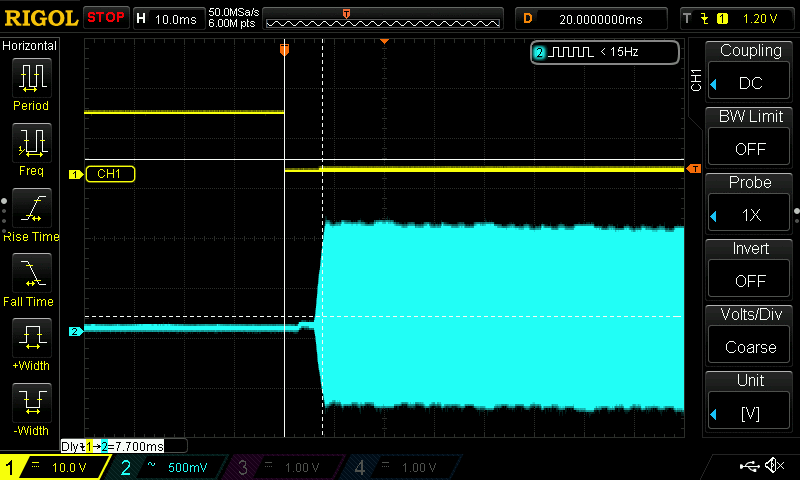 RIGOL STOP H 10.0ms 50.0MSa/s 6.00M pts T D 20.0000000ms T 1 1.20 V
Horizontal
Period
Freq
Rise Time
Fall Time
+Width
-Width
2 < 15Hz
T
1 CH1
T
2
Dly 1→2=7.700ms
CH1
Coupling
DC
BW Limit
OFF
Probe
1X
Invert
OFF
Volts/Div
Coarse
Unit
[V]
1 = 10.0 V 2 ~ 500mV 3 = 1.00 V 4 = 1.00 V